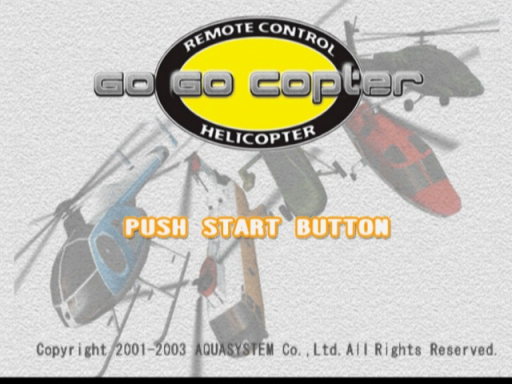 REMOTE CONTROL
GO GO copter
HELICOPTER
PUSH START BUTTON
Copyright 2001-2003 AQUASYSTEM Co.,Ltd.All Rights Reserved.